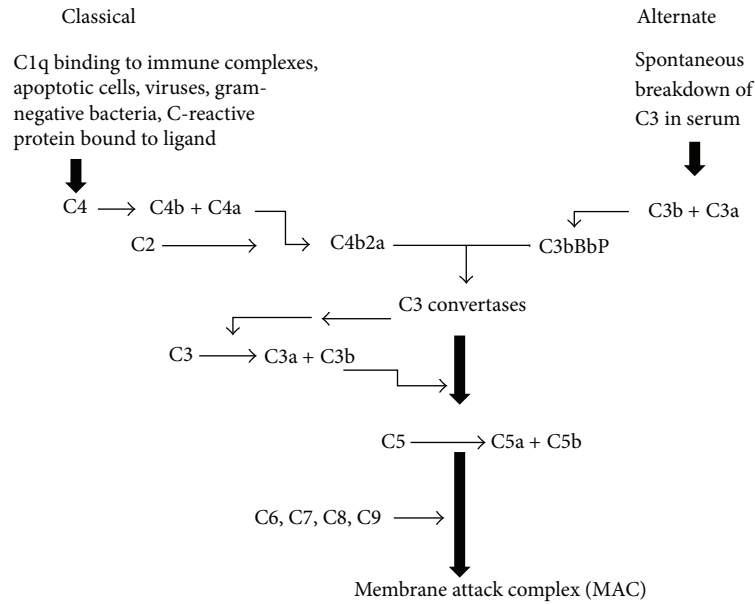 Classical
Alternate
C1q binding to immune complexes,
apoptotic cells, viruses, gram-
negative bacteria, C-reactive
protein bound to ligand
Spontaneous
breakdown of
C3 in serum
C4
C4b + C4a
C3b + C3a
C2
C4b2a
C3bBbP
C3 convertases
C3
C3a + C3b
C5
C5a + C5b
C6, C7, C8, C9
Membrane attack complex (MAC)